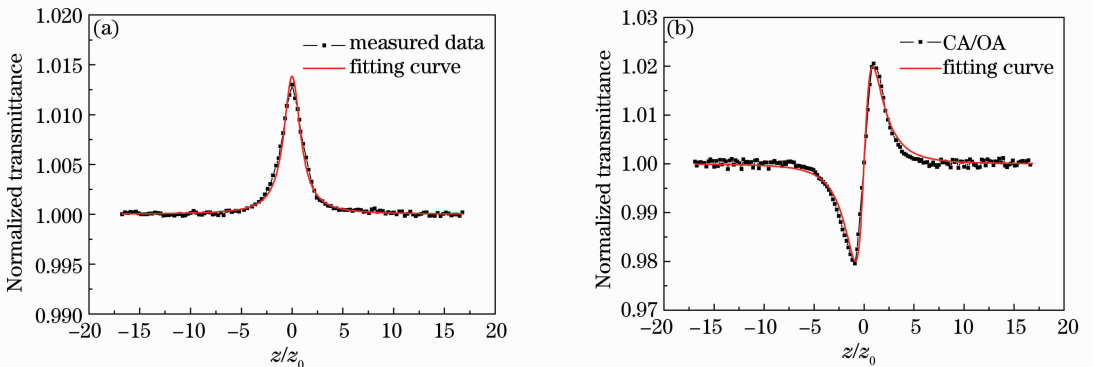 (a)
measured data
fitting curve
Normalized transmittance
1.020
1.015
1.010
1.005
1.000
0.995
0.990
−20 −15 −10 −5 0 5 10 15 20
z/z0
(b)
CA/OA
fitting curve
Normalized transmittance
1.03
1.02
1.01
1.00
0.99
0.98
0.97
−20 −15 −10 −5 0 5 10 15 20
z/z0